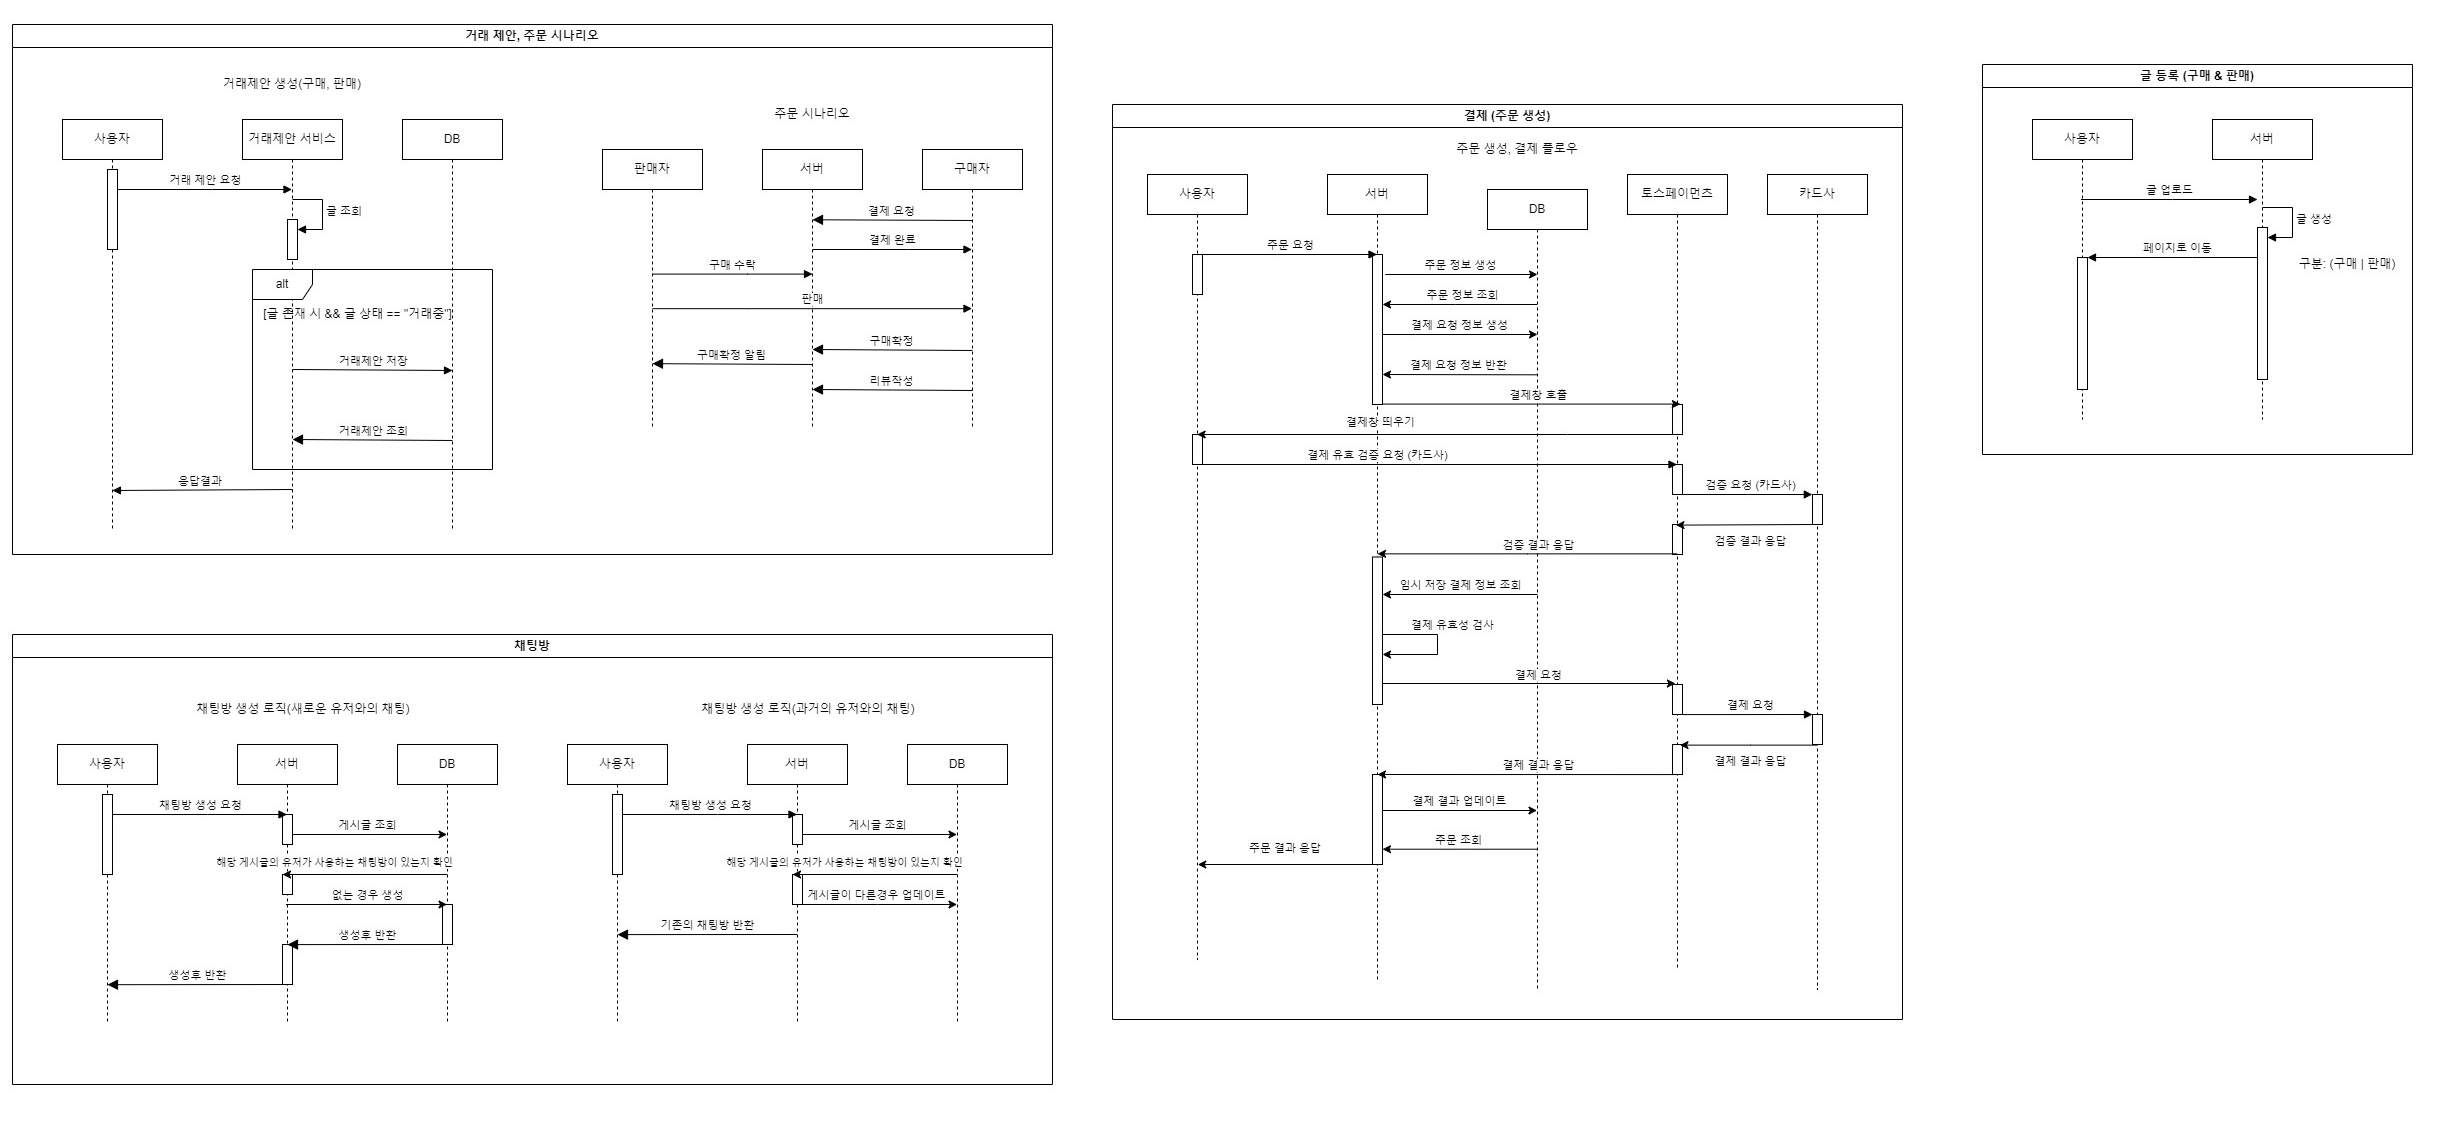 거래 제안, 주문 시나리오
거래제안 생성(구매, 판매)
사용자
거래제안 서비스
DB
거래 제안 요청
글 조회
alt
[글 존재 시 && 글 상태 == "거래중"]
거래제안 저장
거래제안 조회
응답결과
주문 시나리오
판매자
서버
구매자
결제 요청
결제 완료
구매 수락
판매
구매확정
구매확정 알림
리뷰작성
채팅방
채팅방 생성 로직(새로운 유저와의 채팅)
사용자
서버
DB
채팅방 생성 요청
게시글 조회
해당 게시글의 유저가 사용하는 채팅방이 있는지 확인
없는 경우 생성
생성후 반환
생성후 반환
채팅방 생성 로직(과거의 유저와의 채팅)
사용자
서버
DB
채팅방 생성 요청
게시글 조회
해당 게시글의 유저가 사용하는 채팅방이 있는지 확인
게시글이 다른경우 업데이트
기존의 채팅방 반환
결제 (주문 생성)
주문 생성, 결제 플로우
사용자
서버
DB
토스페이먼츠
카드사
주문 요청
주문 정보 생성
주문 정보 조회
결제 요청 정보 생성
결제 요청 정보 반환
결제창 호출
결제창 띄우기
결제 유효 검증 요청 (카드사)
검증 요청 (카드사)
검증 결과 응답
검증 결과 응답
임시 저장 결제 정보 조회
결제 유효성 검사
결제 요청
결제 요청
결제 결과 응답
결제 결과 응답
결제 결과 업데이트
주문 조회
주문 결과 응답
글 등록 (구매 & 판매)
사용자
서버
글 업로드
글 생성
페이지로 이동
구분: (구매 | 판매)